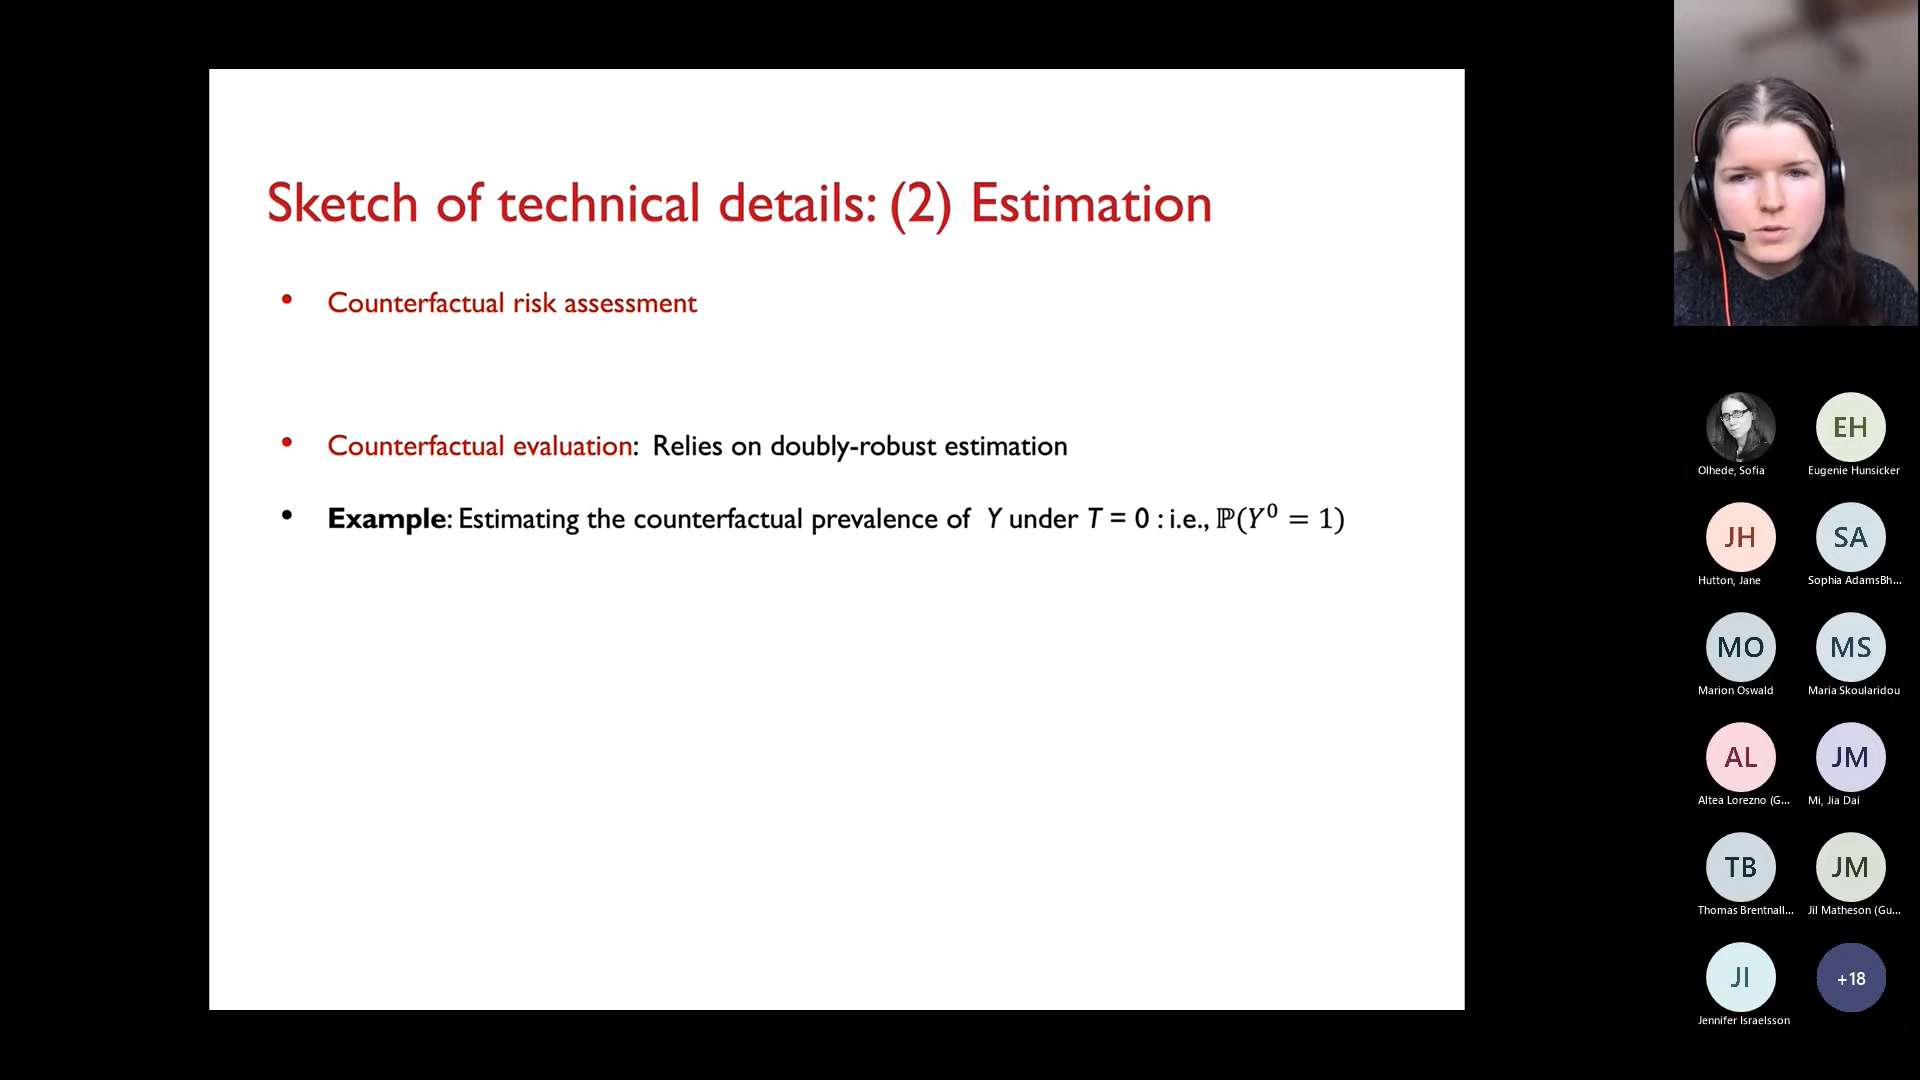 Sketch of technical details: (2) Estimation
• Counterfactual risk assessment
• Counterfactual evaluation: Relies on doubly-robust estimation
• Example: Estimating the counterfactual prevalence of Y under T = 0 : i.e., ℙ(Y⁰ = 1)
Olhede, Sofia
EH
Eugenie Hunsicker
JH
Hutton, Jane
SA
Sophia AdamsBh...
MO
Marion Oswald
MS
Maria Skoularidou
AL
Altea Lorezno (G...
JM
Mi, Jia Dai
TB
Thomas Brentnall...
JM
Jil Matheson (Gu...
JI
Jennifer Israelsson
+18